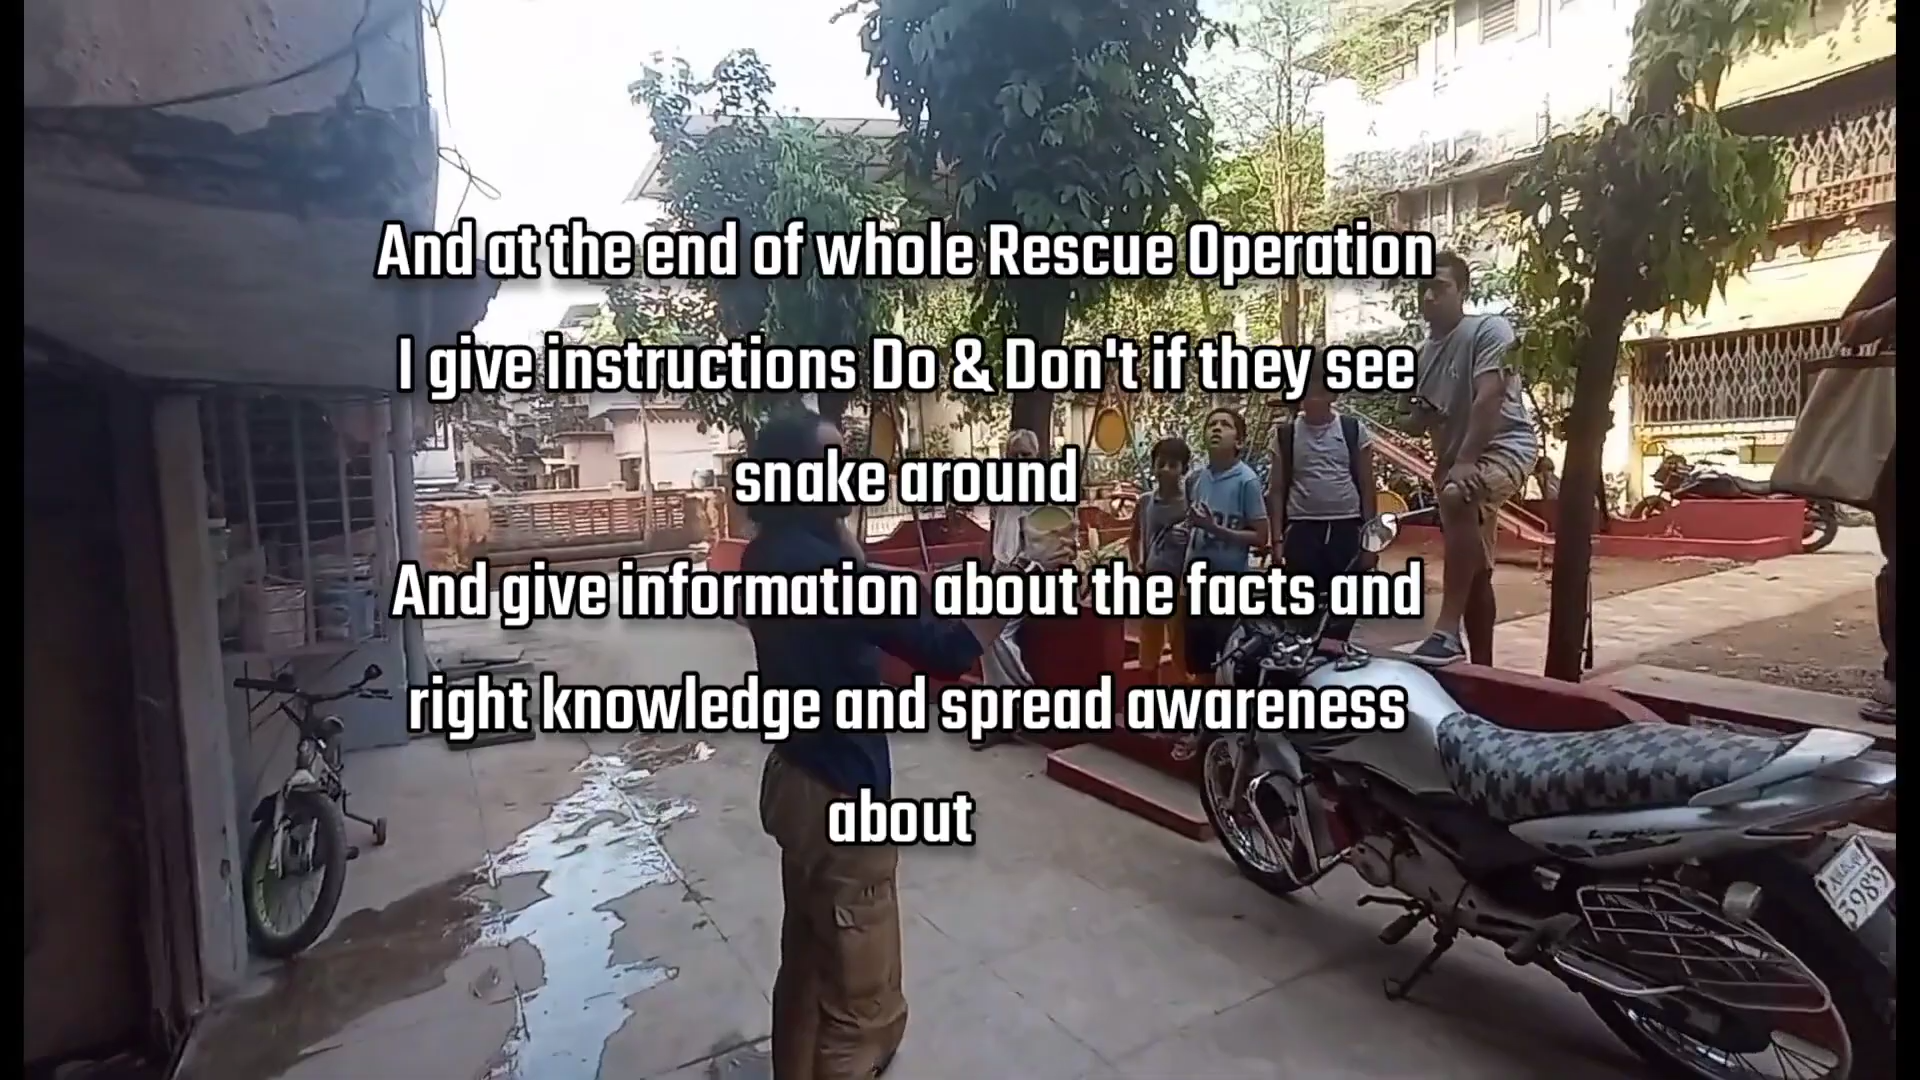 And at the end of whole Rescue Operation
I give instructions Do & Don't if they see
snake around
And give information about the facts and
right knowledge and spread awareness
about
3985